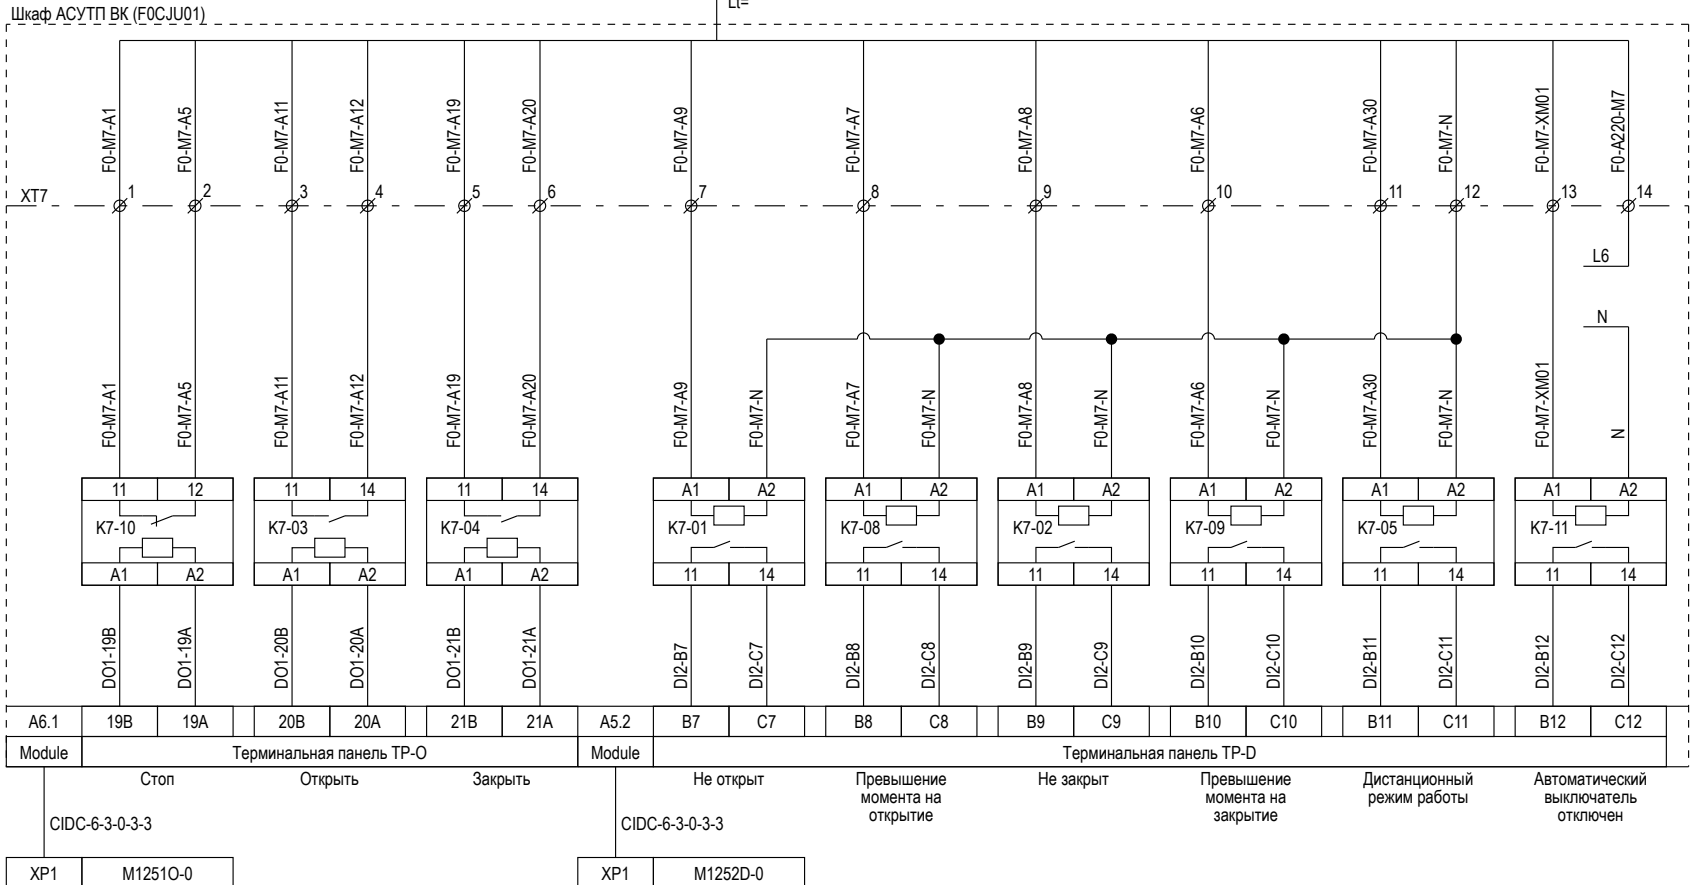 Шкаф АСУТП ВК (F0CJU01)
F0-M7-A1 F0-M7-A5 F0-M7-A11 F0-M7-A12 F0-M7-A19 F0-M7-A20 F0-M7-A9 F0-M7-A7 F0-M7-A8 F0-M7-A6 F0-M7-A30 F0-M7-N F0-M7-XM01 F0-A220-M7
XT7 1 2 3 4 5 6 7 8 9 10 11 12 13 14
L6
N
F0-M7-A1 F0-M7-A5 F0-M7-A11 F0-M7-A12 F0-M7-A19 F0-M7-A20 F0-M7-A9 F0-M7-N F0-M7-A7 F0-M7-N F0-M7-A8 F0-M7-N F0-M7-A6 F0-M7-N F0-M7-A30 F0-M7-N F0-M7-XM01 N
11 12 11 14 11 14 A1 A2 A1 A2 A1 A2 A1 A2 A1 A2 A1 A2
K7-10 K7-03 K7-04 K7-01 K7-08 K7-02 K7-09 K7-05 K7-11
A1 A2 A1 A2 A1 A2 11 14 11 14 11 14 11 14 11 14 11 14
DO1-19B DO1-19A DO1-20B DO1-20A DO1-21B DO1-21A DI2-B7 DI2-C7 DI2-B8 DI2-C8 DI2-B9 DI2-C9 DI2-B10 DI2-C10 DI2-B11 DI2-C11 DI2-B12 DI2-C12
A6.1 19B 19A 20B 20A 21B 21A A5.2 B7 C7 B8 C8 B9 C9 B10 C10 B11 C11 B12 C12
Module Терминальная панель TP-O Module Терминальная панель TP-D
Стоп Открыть Закрыть Не открыт
Превышение
момента на
открытие
Не закрыт
Превышение
момента на
закрытие
Дистанционный
режим работы
Автоматический
выключатель
отключен
CIDC-6-3-0-3-3 CIDC-6-3-0-3-3
XP1 M1251O-0 XP1 M1252D-0